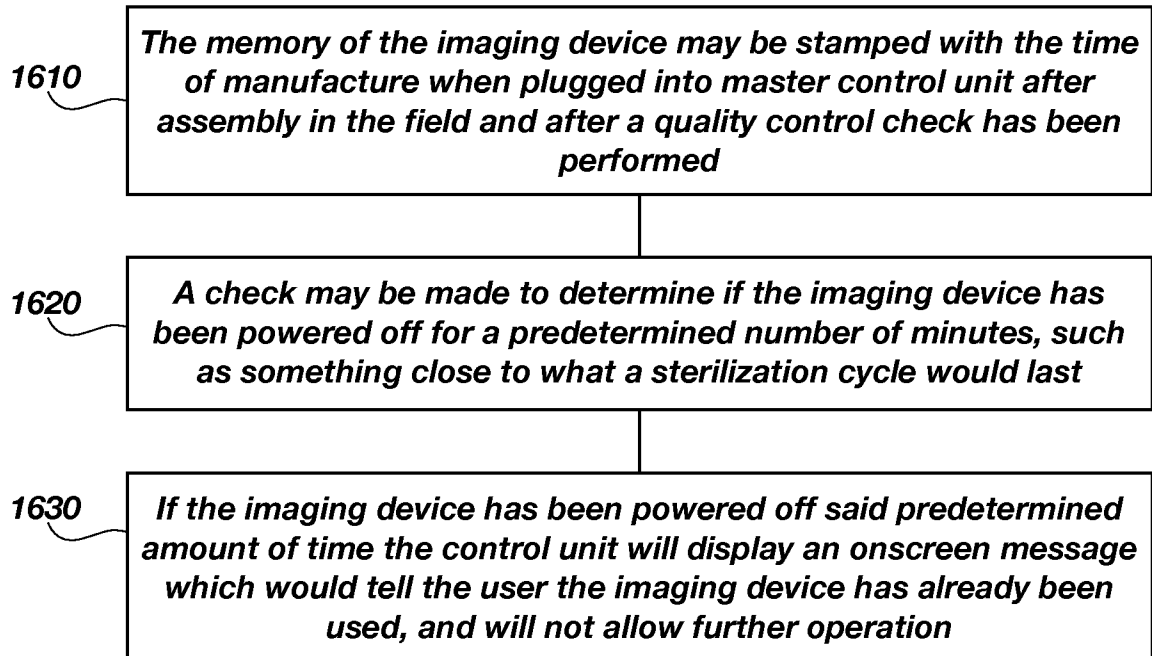 1610
The memory of the imaging device may be stamped with the time
of manufacture when plugged into master control unit after
assembly in the field and after a quality control check has been
performed
1620
A check may be made to determine if the imaging device has
been powered off for a predetermined number of minutes, such
as something close to what a sterilization cycle would last
1630
If the imaging device has been powered off said predetermined
amount of time the control unit will display an onscreen message
which would tell the user the imaging device has already been
used, and will not allow further operation